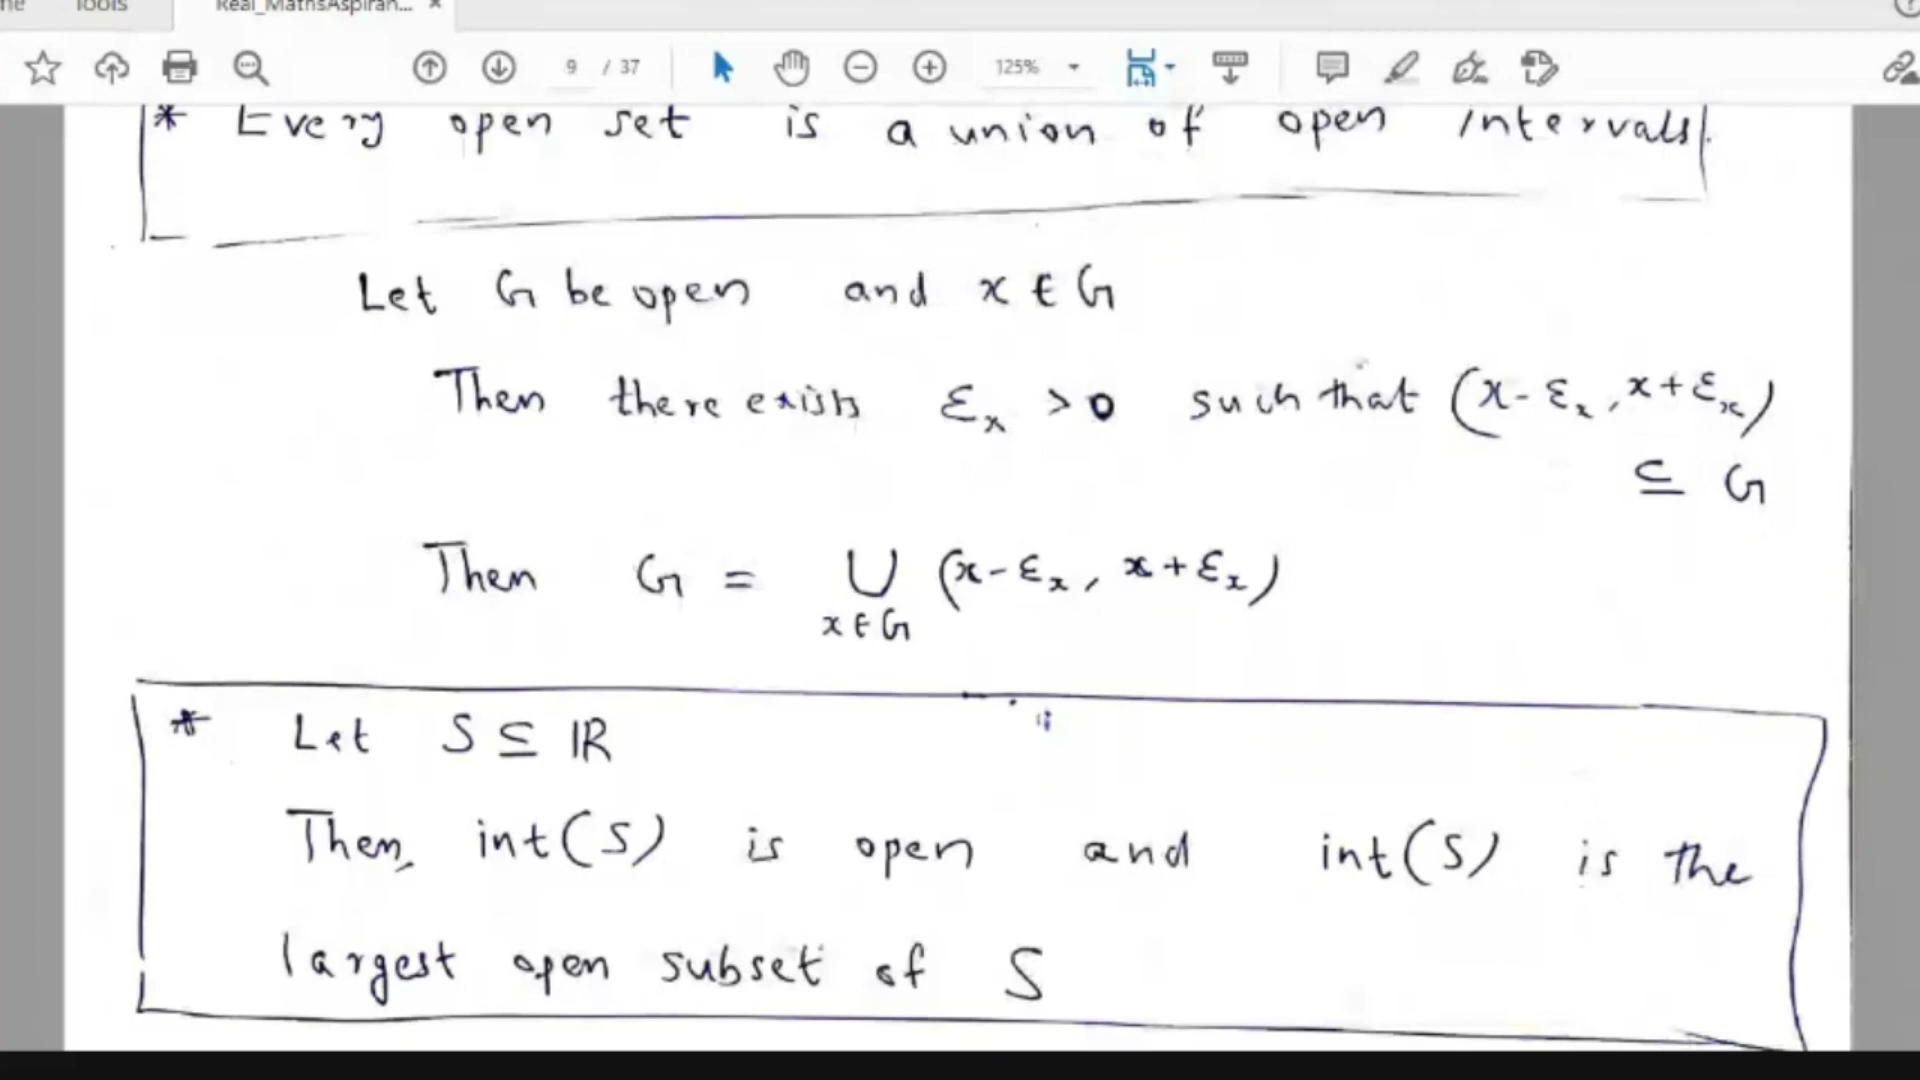 Tools
Real_MathsAspiran... ×
9 / 37
125%
* Every open set is a union of open intervals.
Let G be open and x ∈ G
Then there exists ε_x > 0 such that (x - ε_x, x + ε_x)
⊆ G
Then G = ∪ (x - ε_x, x + ε_x)
x ∈ G
* Let S ⊆ ℝ
Then, int(S) is open and int(S) is the
largest open subset of S